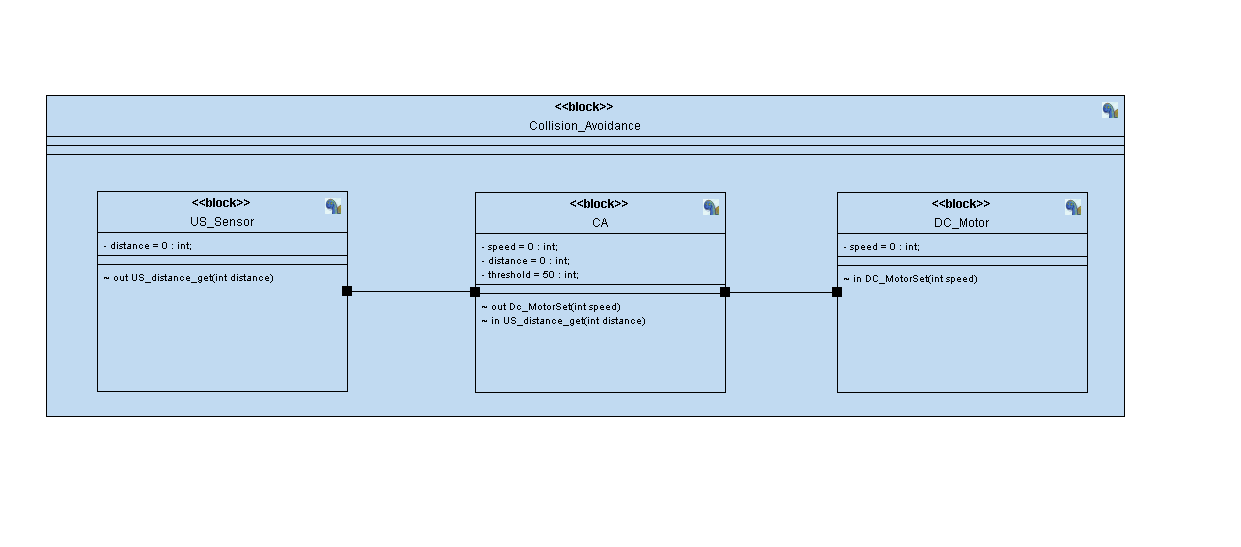 <<block>>
Collision_Avoidance
<<block>>
US_Sensor
- distance = 0 : int;
~ out US_distance_get(int distance)
<<block>>
CA
- speed = 0 : int;
- distance = 0 : int;
- threshold = 50 : int;
~ out Dc_MotorSet(int speed)
~ in US_distance_get(int distance)
<<block>>
DC_Motor
- speed = 0 : int;
~ in DC_MotorSet(int speed)